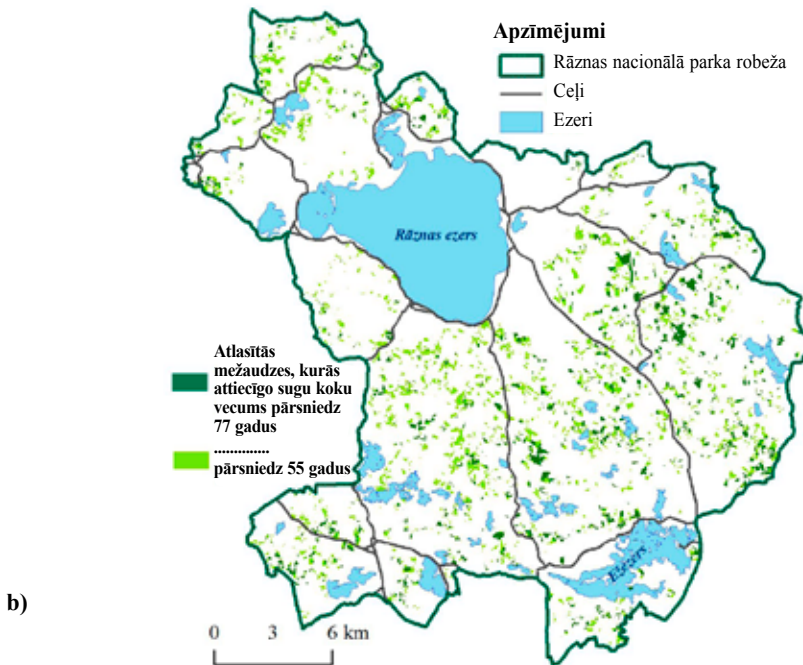 Apzīmējumi
Rāznas nacionālā parka robeža
Ceļi
Ezeri
Rāznas ezers
Atlasītās
mežaudzes, kurās
attiecīgo sugu koku
vecums pārsniedz
77 gadus
..............
pārsniedz 55 gadus
Ežezers
b)
0 3 6 km